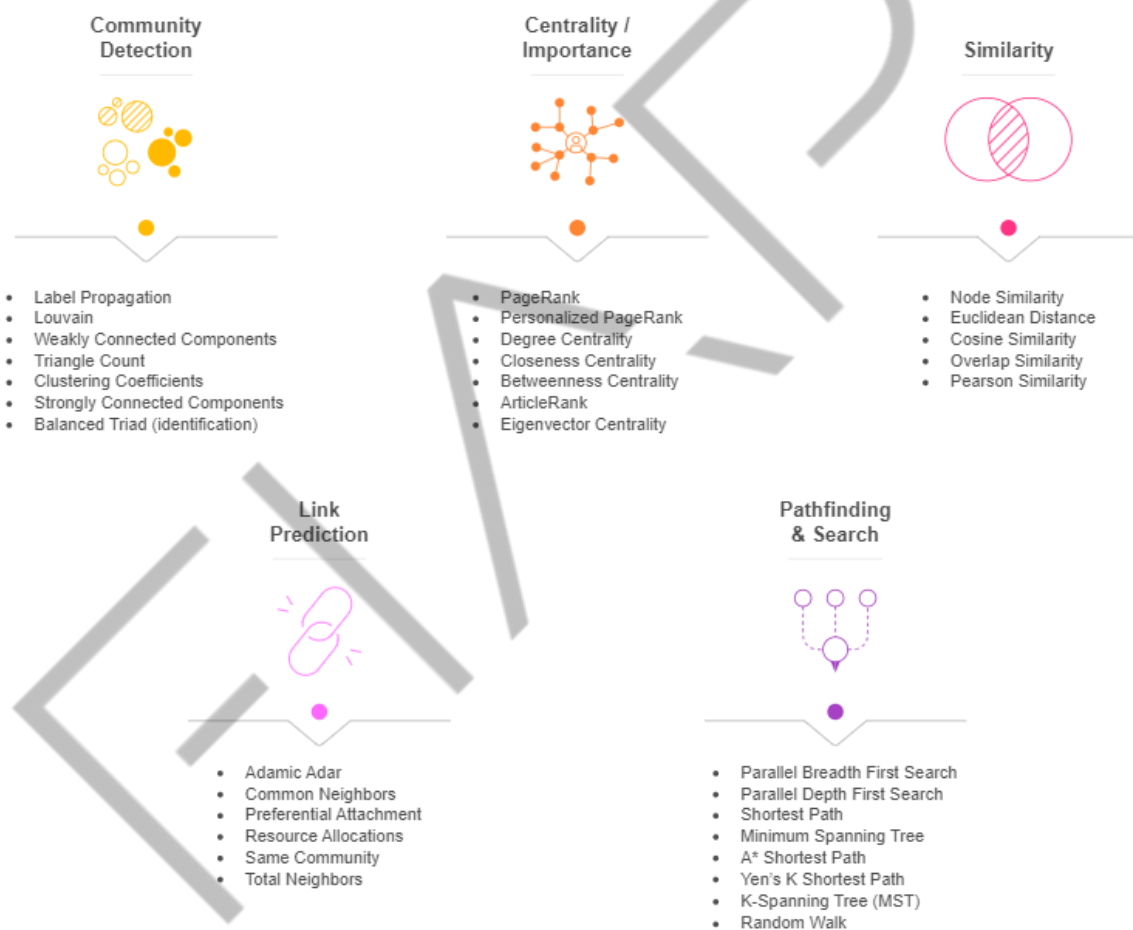 Community
Detection
Centrality /
Importance
Similarity
• Label Propagation
• Louvain
• Weakly Connected Components
• Triangle Count
• Clustering Coefficients
• Strongly Connected Components
• Balanced Triad (identification)
• PageRank
• Personalized PageRank
• Degree Centrality
• Closeness Centrality
• Betweenness Centrality
• ArticleRank
• Eigenvector Centrality
• Node Similarity
• Euclidean Distance
• Cosine Similarity
• Overlap Similarity
• Pearson Similarity
Link
Prediction
Pathfinding
& Search
• Adamic Adar
• Common Neighbors
• Preferential Attachment
• Resource Allocations
• Same Community
• Total Neighbors
• Parallel Breadth First Search
• Parallel Depth First Search
• Shortest Path
• Minimum Spanning Tree
• A* Shortest Path
• Yen's K Shortest Path
• K-Spanning Tree (MST)
• Random Walk